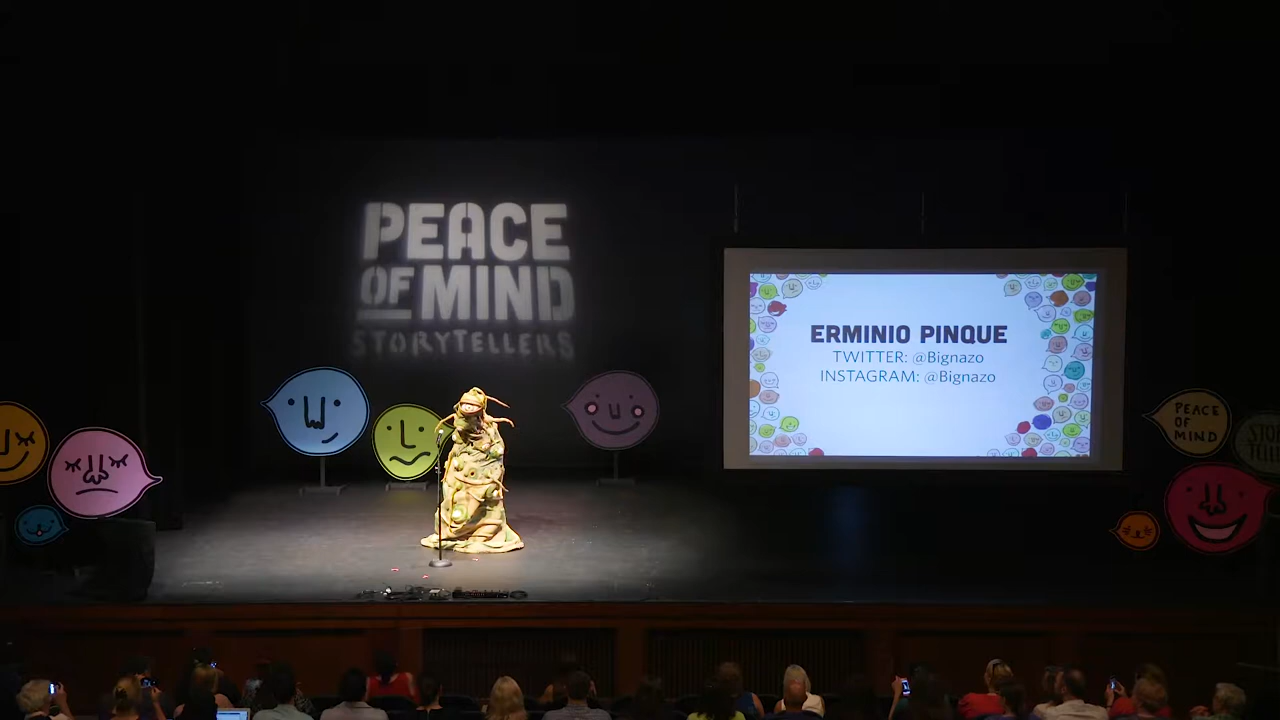 PEACE
OF MIND
STORYTELLERS
ERMINIO PINQUE
TWITTER: @Bignazo
INSTAGRAM: @Bignazo
PEACE
OF
MIND